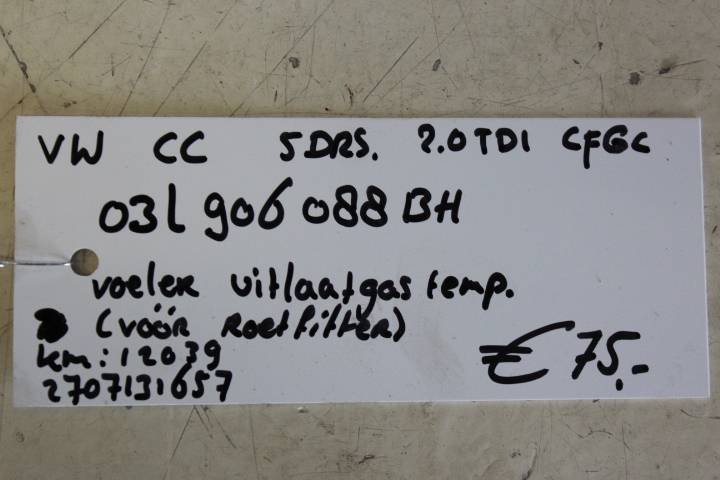 VW CC 5DRS. 2.0TDI CFGC
03L 906 088 BH
voeler uitlaatgas temp.
(vóór Roetfilter)
km: 12039
2707131657
€ 75,-